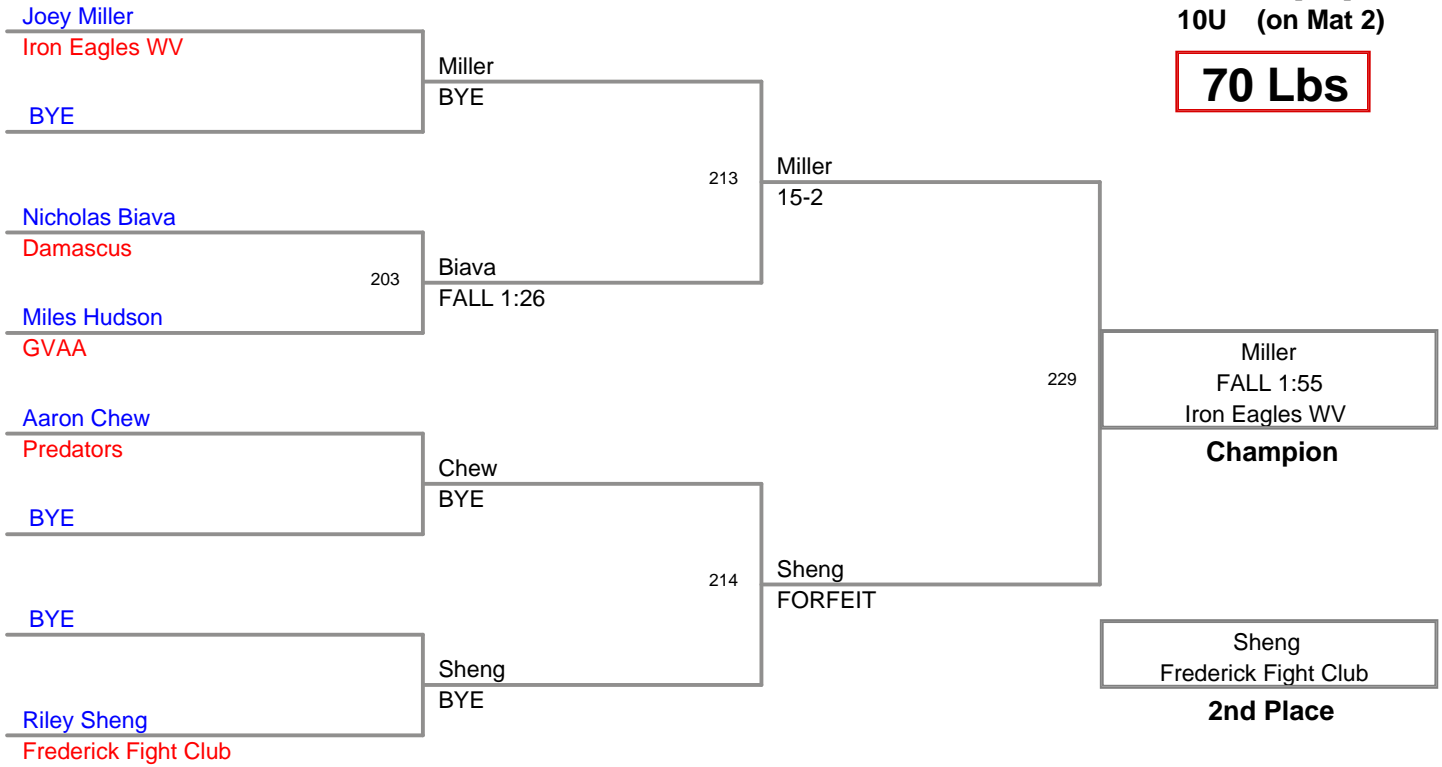 10U (on Mat 2)
70 Lbs
Joey Miller
Iron Eagles WV
BYE
Miller
BYE
Nicholas Biava
Damascus
Miles Hudson
GVAA
203
Biava
FALL 1:26
213
Miller
15-2
Aaron Chew
Predators
BYE
Chew
BYE
BYE
Riley Sheng
Frederick Fight Club
Sheng
BYE
214
Sheng
FORFEIT
229
Miller
FALL 1:55
Iron Eagles WV
Champion
Sheng
Frederick Fight Club
2nd Place